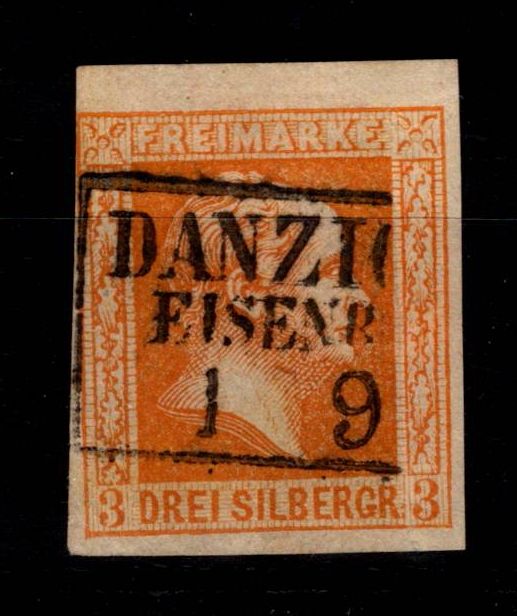 FREIMARKE
DANZIG
EISENB
1 9
3 DREI SILBERGR. 3